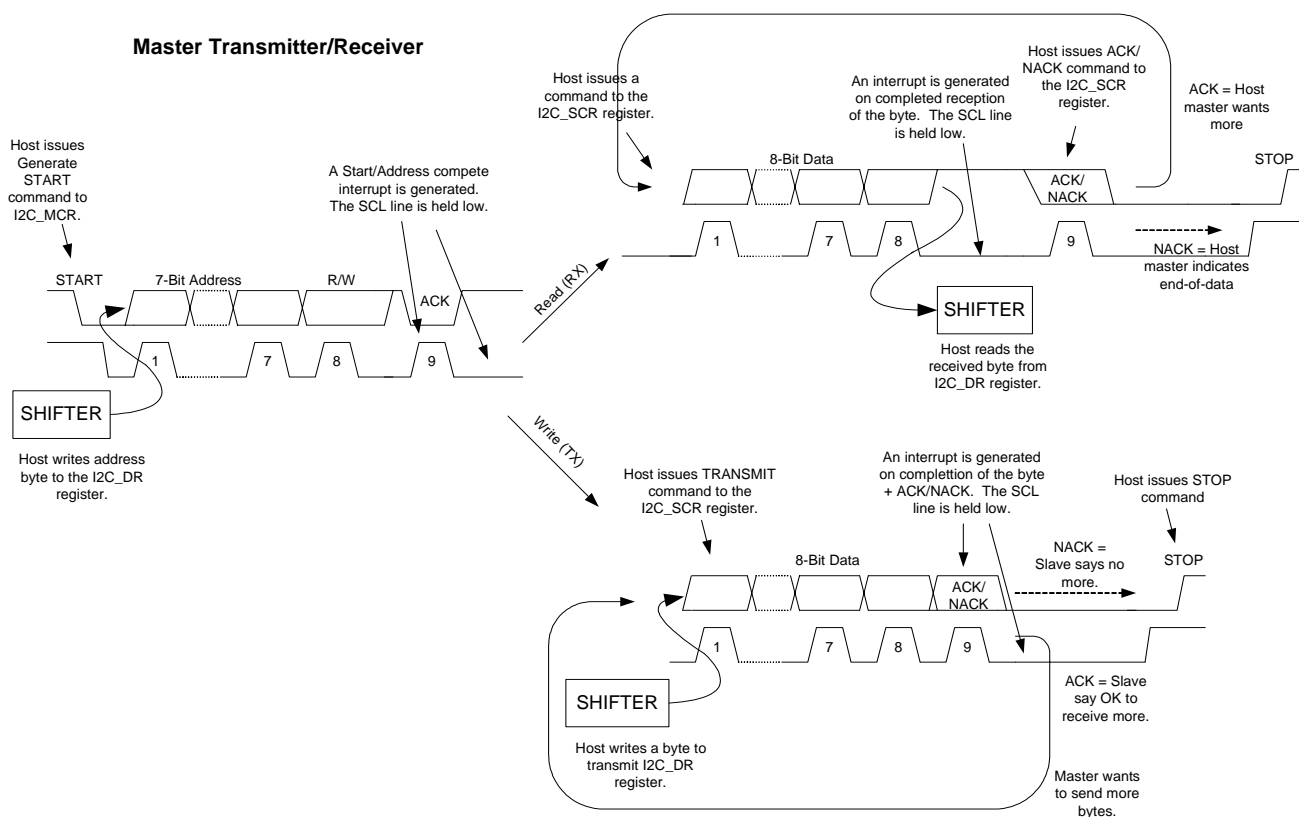 Master Transmitter/Receiver
Host issues
Generate
START
command to
I2C_MCR.
A Start/Address compete
interrupt is generated.
The SCL line is held low.
START
7-Bit Address
R/W
ACK
1
7
8
9
SHIFTER
Host writes address
byte to the I2C_DR
register.
Read (RX)
Write (TX)
Host issues a
command to the
I2C_SCR register.
An interrupt is generated
on completed reception
of the byte. The SCL line
is held low.
Host issues ACK/
NACK command to
the I2C_SCR
register.
ACK = Host
master wants
more
8-Bit Data
STOP
ACK/
NACK
1
7
8
9
NACK = Host
master indicates
end-of-data
SHIFTER
Host reads the
received byte from
I2C_DR register.
Host issues TRANSMIT
command to the
I2C_SCR register.
An interrupt is generated
on complettion of the byte
+ ACK/NACK. The SCL
line is held low.
Host issues STOP
command
8-Bit Data
NACK =
Slave says no
more.
STOP
ACK/
NACK
1
7
8
9
SHIFTER
ACK = Slave
say OK to
receive more.
Host writes a byte to
transmit I2C_DR
register.
Master wants
to send more
bytes.